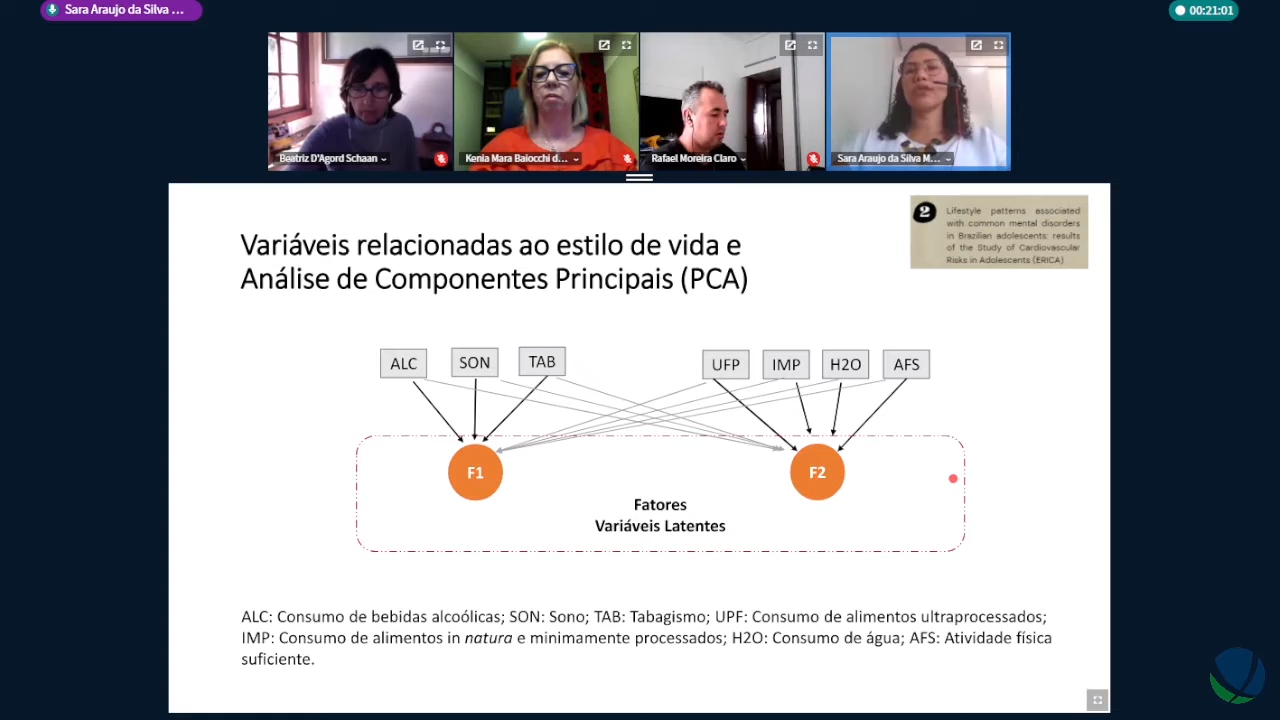 Sara Araujo da Silva ...
00:21:01
Beatriz D'Agord Schaan
Kenia Mara Baiocchi d...
Rafael Moreira Claro
Sara Araujo da Silva M...
2
Lifestyle patterns associated
with common mental disorders
in Brazilian adolescents: results
of the Study of Cardiovascular
Risks in Adolescents (ERICA)
Variáveis relacionadas ao estilo de vida e
Análise de Componentes Principais (PCA)
ALC
SON
TAB
UFP
IMP
H2O
AFS
F1
F2
Fatores
Variáveis Latentes
ALC: Consumo de bebidas alcoólicas; SON: Sono; TAB: Tabagismo; UPF: Consumo de alimentos ultraprocessados;
IMP: Consumo de alimentos in natura e minimamente processados; H2O: Consumo de água; AFS: Atividade física
suficiente.